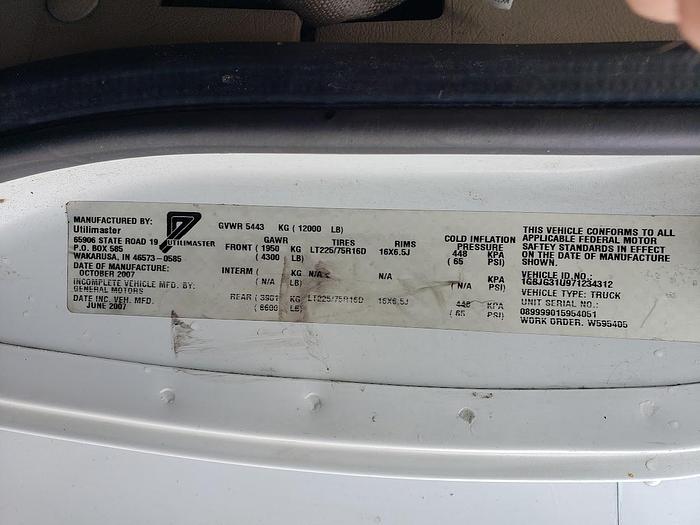 MANUFACTURED BY:
Utilimaster
65906 STATE ROAD 19
P.O. BOX 585
WAKARUSA, IN 46573-0585
DATE OF MANUFACTURE:
OCTOBER 2007
INCOMPLETE VEHICLE MFD. BY:
GENERAL MOTORS
DATE INC. VEH. MFD.
JUNE 2007
UTILIMASTER
GVWR 5443 KG ( 12000 LB)
GAWR TIRES RIMS COLD INFLATION PRESSURE
FRONT ( 1950 KG LT225/75R16D 16X6.5J 448 KPA
( 4300 LB) ( 65 PSI)
INTERM ( KG N/A N/A KPA
( N/A LB) (N/A PSI)
REAR ( 3901 KG LT225/75R16D 16X6.5J 448 KPA
( 8600 LB) ( 65 PSI)
THIS VEHICLE CONFORMS TO ALL
APPLICABLE FEDERAL MOTOR
SAFTEY STANDARDS IN EFFECT
ON THE DATE OF MANUFACTURE
SHOWN.
VEHICLE ID NO.:
1GBJG31U971234312
VEHICLE TYPE: TRUCK
UNIT SERIAL NO:
089999015954051
WORK ORDER. W595405